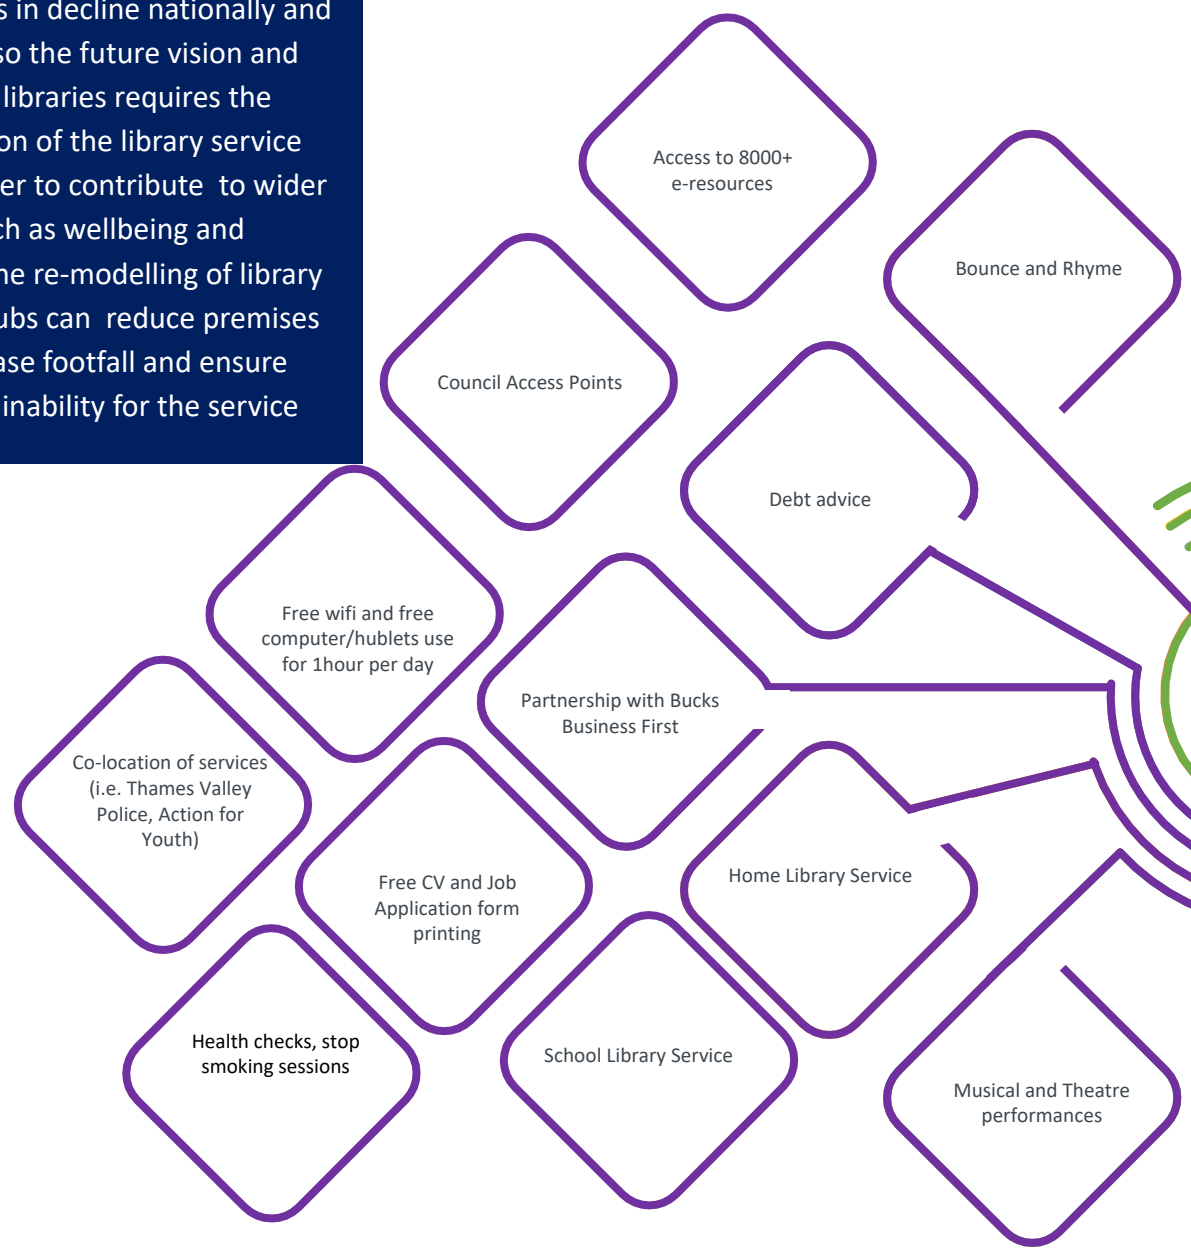 s in decline nationally and
so the future vision and
libraries requires the
on of the library service
er to contribute to wider
ch as wellbeing and
ne re-modelling of library
ubs can reduce premises
ase footfall and ensure
inability for the service
Access to 8000+
e-resources
Bounce and Rhyme
Council Access Points
Debt advice
Free wifi and free
computer/hublets use
for 1hour per day
Partnership with Bucks
Business First
Co-location of services
(i.e. Thames Valley
Police, Action for
Youth)
Free CV and Job
Application form
printing
Home Library Service
Health checks, stop
smoking sessions
School Library Service
Musical and Theatre
performances